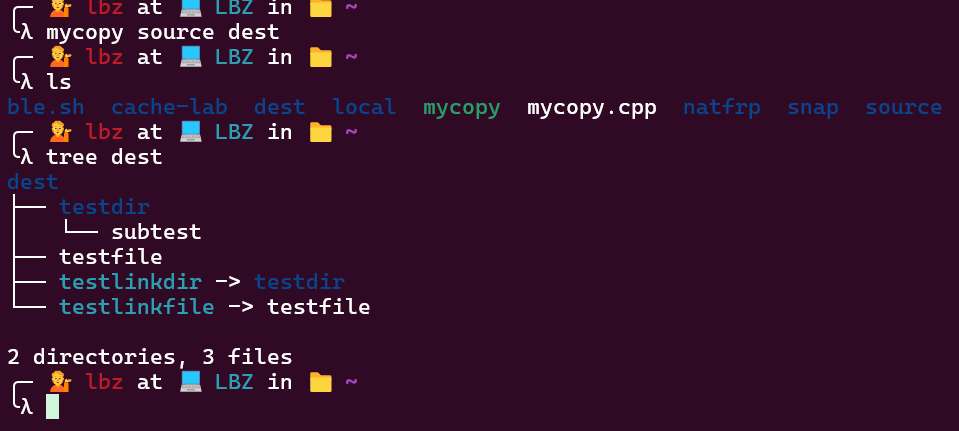 ╭─ 💁 lbz at 💻 LBZ in 📁 ~
╰λ mycopy source dest
╭─ 💁 lbz at 💻 LBZ in 📁 ~
╰λ ls
ble.sh  cache-lab  dest  local  mycopy  mycopy.cpp  natfrp  snap  source
╭─ 💁 lbz at 💻 LBZ in 📁 ~
╰λ tree dest
dest
├── testdir
│   └── subtest
├── testfile
├── testlinkdir -> testdir
└── testlinkfile -> testfile
2 directories, 3 files
╭─ 💁 lbz at 💻 LBZ in 📁 ~
╰λ